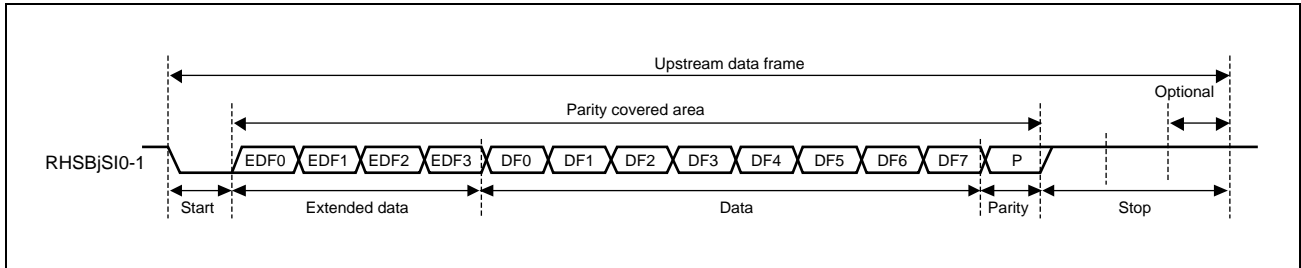 Upstream data frame
Optional
Parity covered area
RHSBjSI0-1
EDF0 EDF1 EDF2 EDF3 DF0 DF1 DF2 DF3 DF4 DF5 DF6 DF7 P
Start Extended data Data Parity Stop